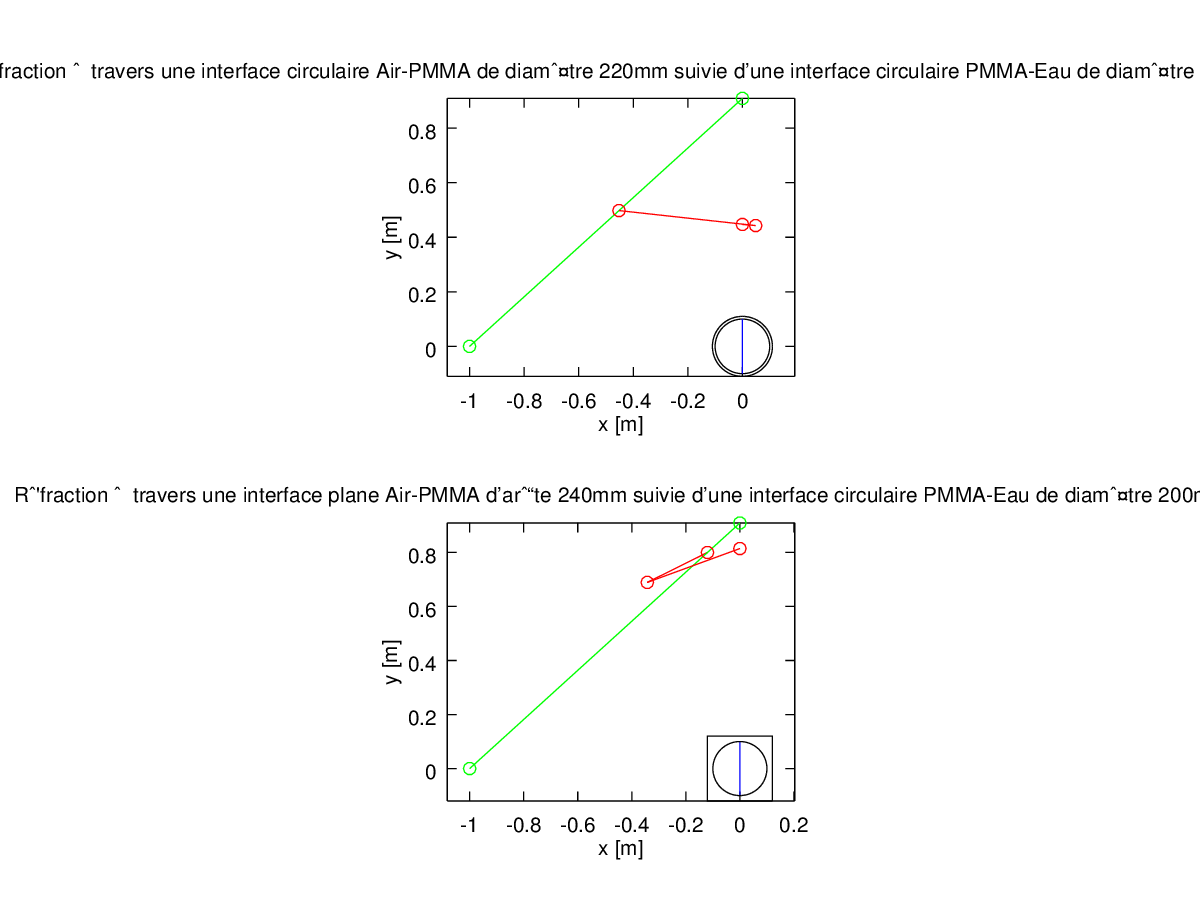 fraction ˆ  travers une interface circulaire Air-PMMA de diamˆ¤tre 220mm suivie d’une interface circulaire PMMA-Eau de diamˆ¤tre
0.8
0.6
0.4
0.2
0
y [m]
-1 -0.8 -0.6 -0.4 -0.2 0
x [m]
Rˆ'fraction ˆ  travers une interface plane Air-PMMA d’arˆ“te 240mm suivie d’une interface circulaire PMMA-Eau de diamˆ¤tre 200m
0.8
0.6
0.4
0.2
0
y [m]
-1 -0.8 -0.6 -0.4 -0.2 0 0.2
x [m]